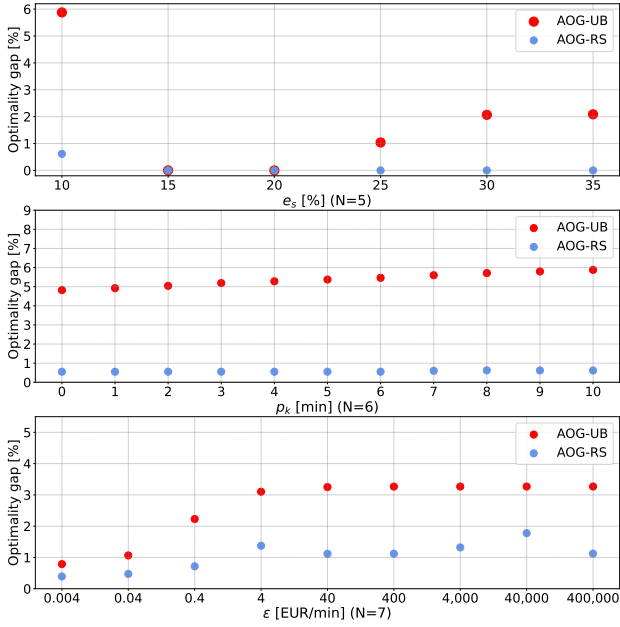 Optimality gap [%]
6
5
4
3
2
1
0
AOG-UB
AOG-RS
10 15 20 25 30 35
e_s [%] (N=5)
Optimality gap [%]
9
8
7
6
5
4
3
2
1
0
AOG-UB
AOG-RS
0 1 2 3 4 5 6 7 8 9 10
p_k [min] (N=6)
Optimality gap [%]
5
4
3
2
1
0
AOG-UB
AOG-RS
0.004 0.04 0.4 4 40 400 4,000 40,000 400,000
ε [EUR/min] (N=7)